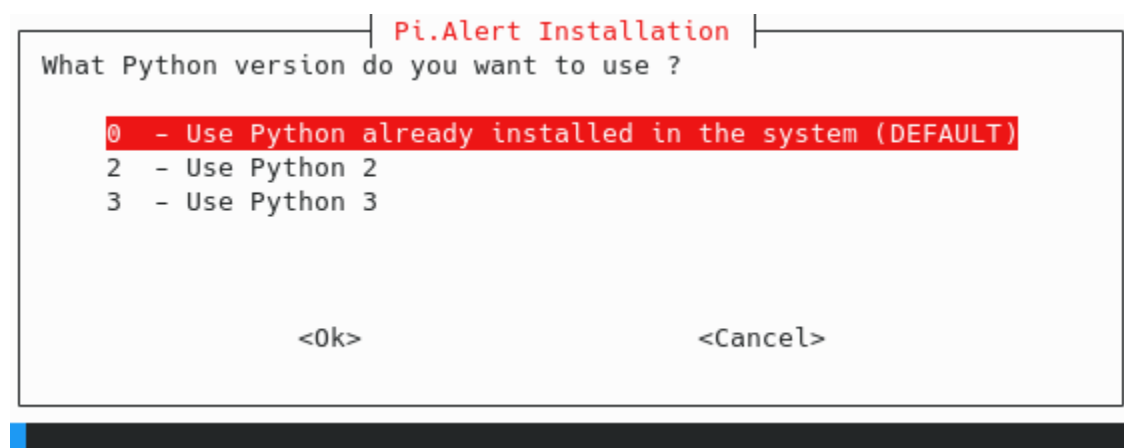 Pi.Alert Installation
What Python version do you want to use ?
0 – Use Python already installed in the system (DEFAULT)
2 – Use Python 2
3 – Use Python 3
<Ok> <Cancel>